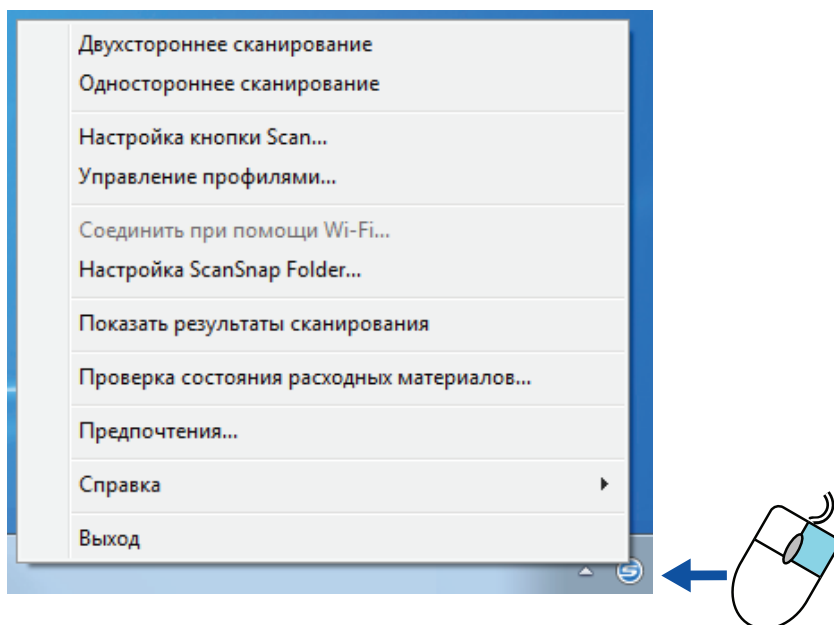 Двухстороннее сканирование
Одностороннее сканирование
Настройка кнопки Scan...
Управление профилями...
Соединить при помощи Wi-Fi...
Настройка ScanSnap Folder...
Показать результаты сканирования
Проверка состояния расходных материалов...
Предпочтения...
Справка
Выход
S